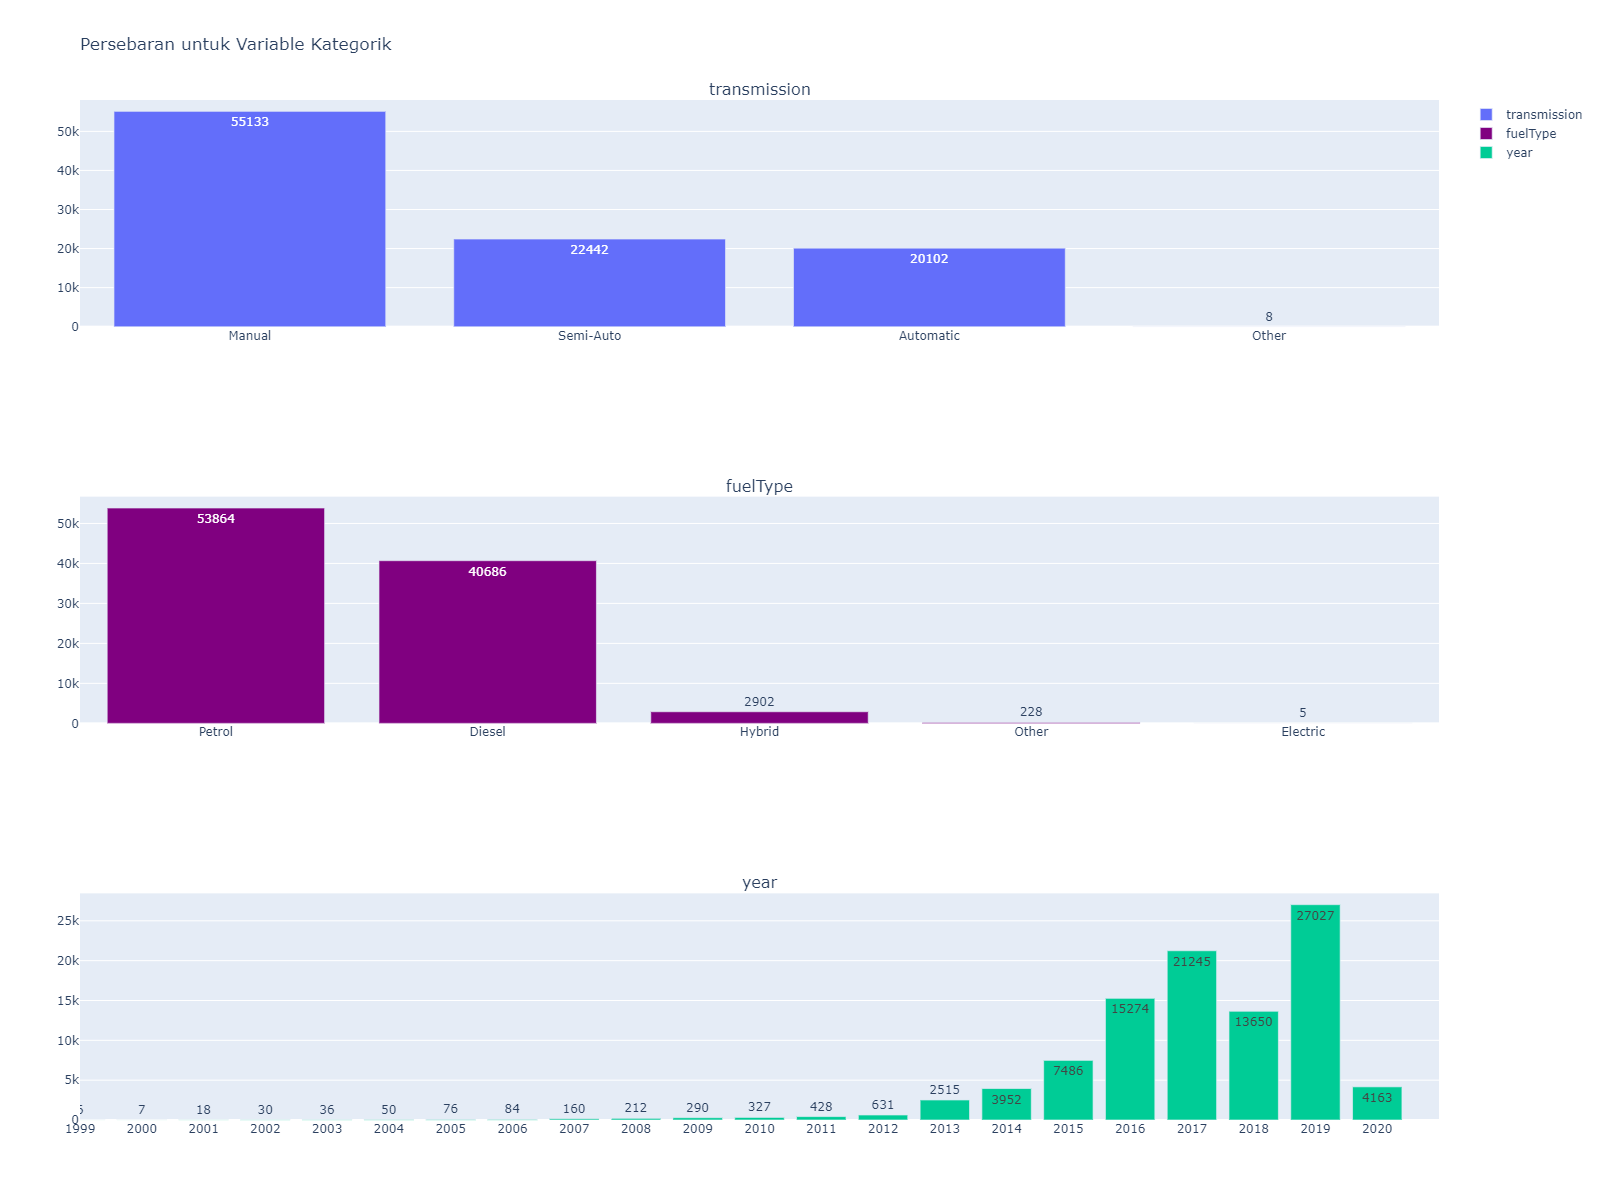 Persebaran untuk Variable Kategorik
transmission
transmission
fuelType
year
50k
40k
30k
20k
10k
0
55133
22442
20102
8
Manual
Semi-Auto
Automatic
Other
fuelType
50k
40k
30k
20k
10k
0
53864
40686
2902
228
5
Petrol
Diesel
Hybrid
Other
Electric
year
25k
20k
15k
10k
5k
0
7
18
30
36
50
76
84
160
212
290
327
428
631
2515
3952
7486
15274
21245
13650
27027
4163
1999 2000 2001 2002 2003 2004 2005 2006 2007 2008 2009 2010 2011 2012 2013 2014 2015 2016 2017 2018 2019 2020